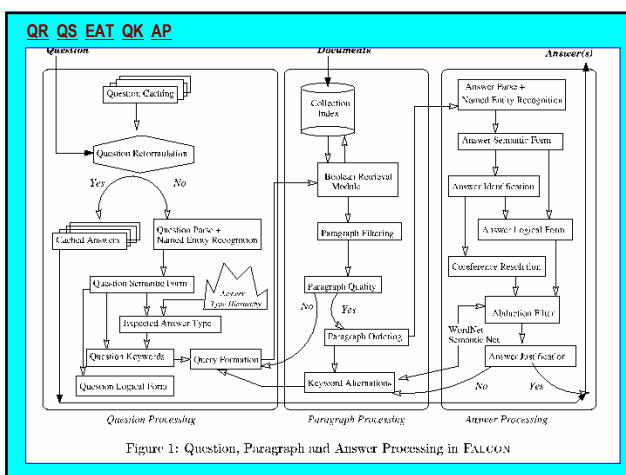 QR QS EAT QK AP
Question
Documents
Answer(s)
Question Caching
Question Reformulation
Yes
No
Cached Answers
Question Parse +
Named Entity Recognition
Question Semantic Form
Answer
Type Hierarchy
Expected Answer Type
Question Keywords
Query Formation
Question Logical Form
Question Processing
Collection
Index
Boolean Retrieval
Module
Paragraph Filtering
Paragraph Quality
No
Yes
Paragraph Ordering
Keyword Alternations
Paragraph Processing
Answer Parse +
Named Entity Recognition
Answer Semantic Form
Answer Identification
Answer Logical Form
Coreference Resolution
Abduction Filter
WordNet
Semantic Net
Answer Justification
No
Yes
Answer Processing
Figure 1: Question, Paragraph and Answer Processing in FALCON